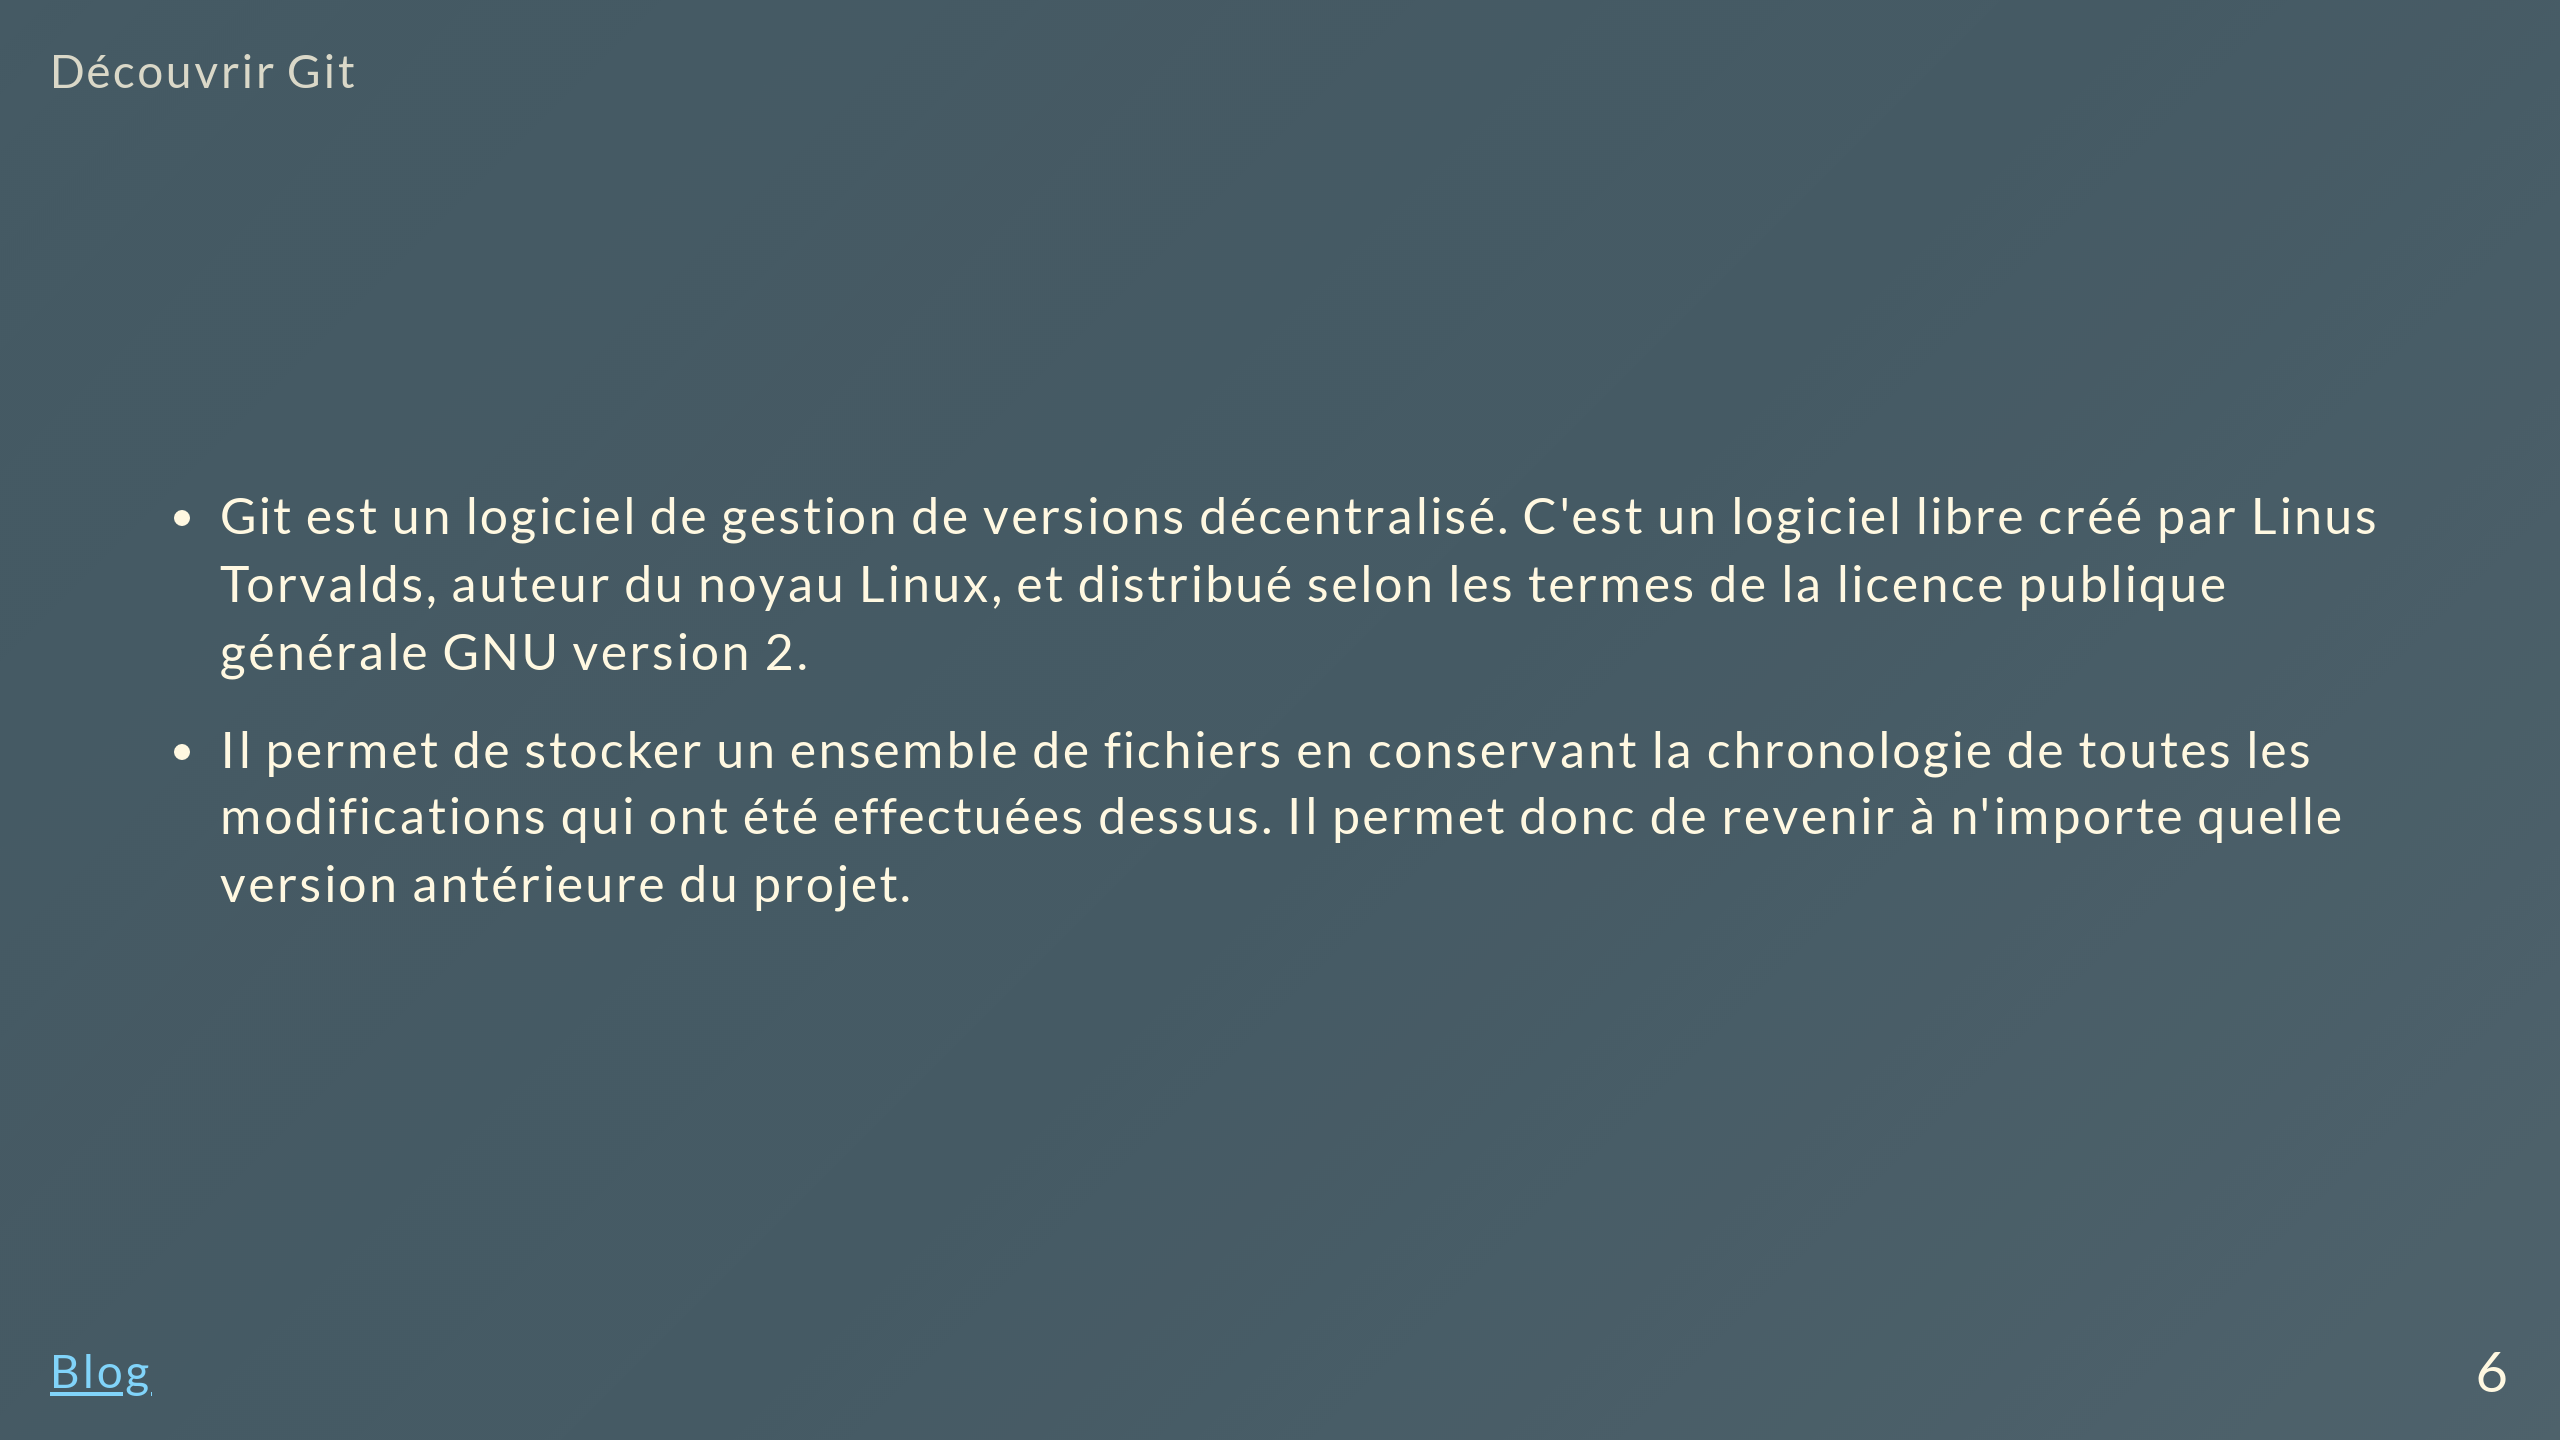 Découvrir Git
• Git est un logiciel de gestion de versions décentralisé. C'est un logiciel libre créé par Linus
Torvalds, auteur du noyau Linux, et distribué selon les termes de la licence publique
générale GNU version 2.
• Il permet de stocker un ensemble de fichiers en conservant la chronologie de toutes les
modifications qui ont été effectuées dessus. Il permet donc de revenir à n'importe quelle
version antérieure du projet.
Blog
6